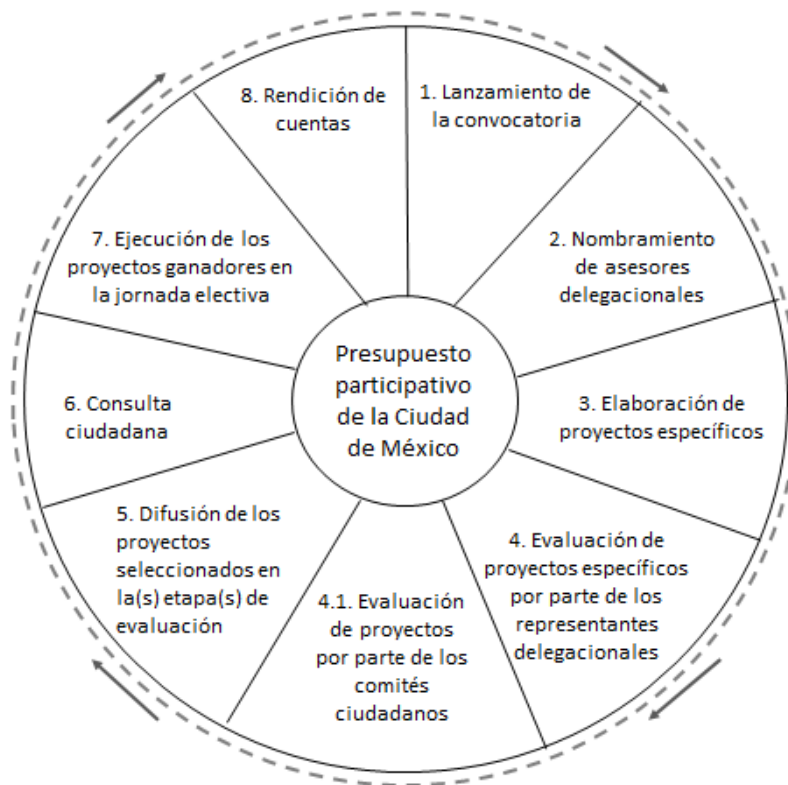 8. Rendición de
cuentas
1. Lanzamiento de
la convocatoria
2. Nombramiento
de asesores
delegacionales
3. Elaboración de
proyectos específicos
4. Evaluación de
proyectos específicos
por parte de los
representantes
delegacionales
4.1. Evaluación
de proyectos
por parte de los
comités
ciudadanos
5. Difusión de los
proyectos
seleccionados en
la(s) etapa(s) de
evaluación
6. Consulta
ciudadana
7. Ejecución de los
proyectos ganadores en
la jornada electiva
Presupuesto
participativo
de la Ciudad
de México